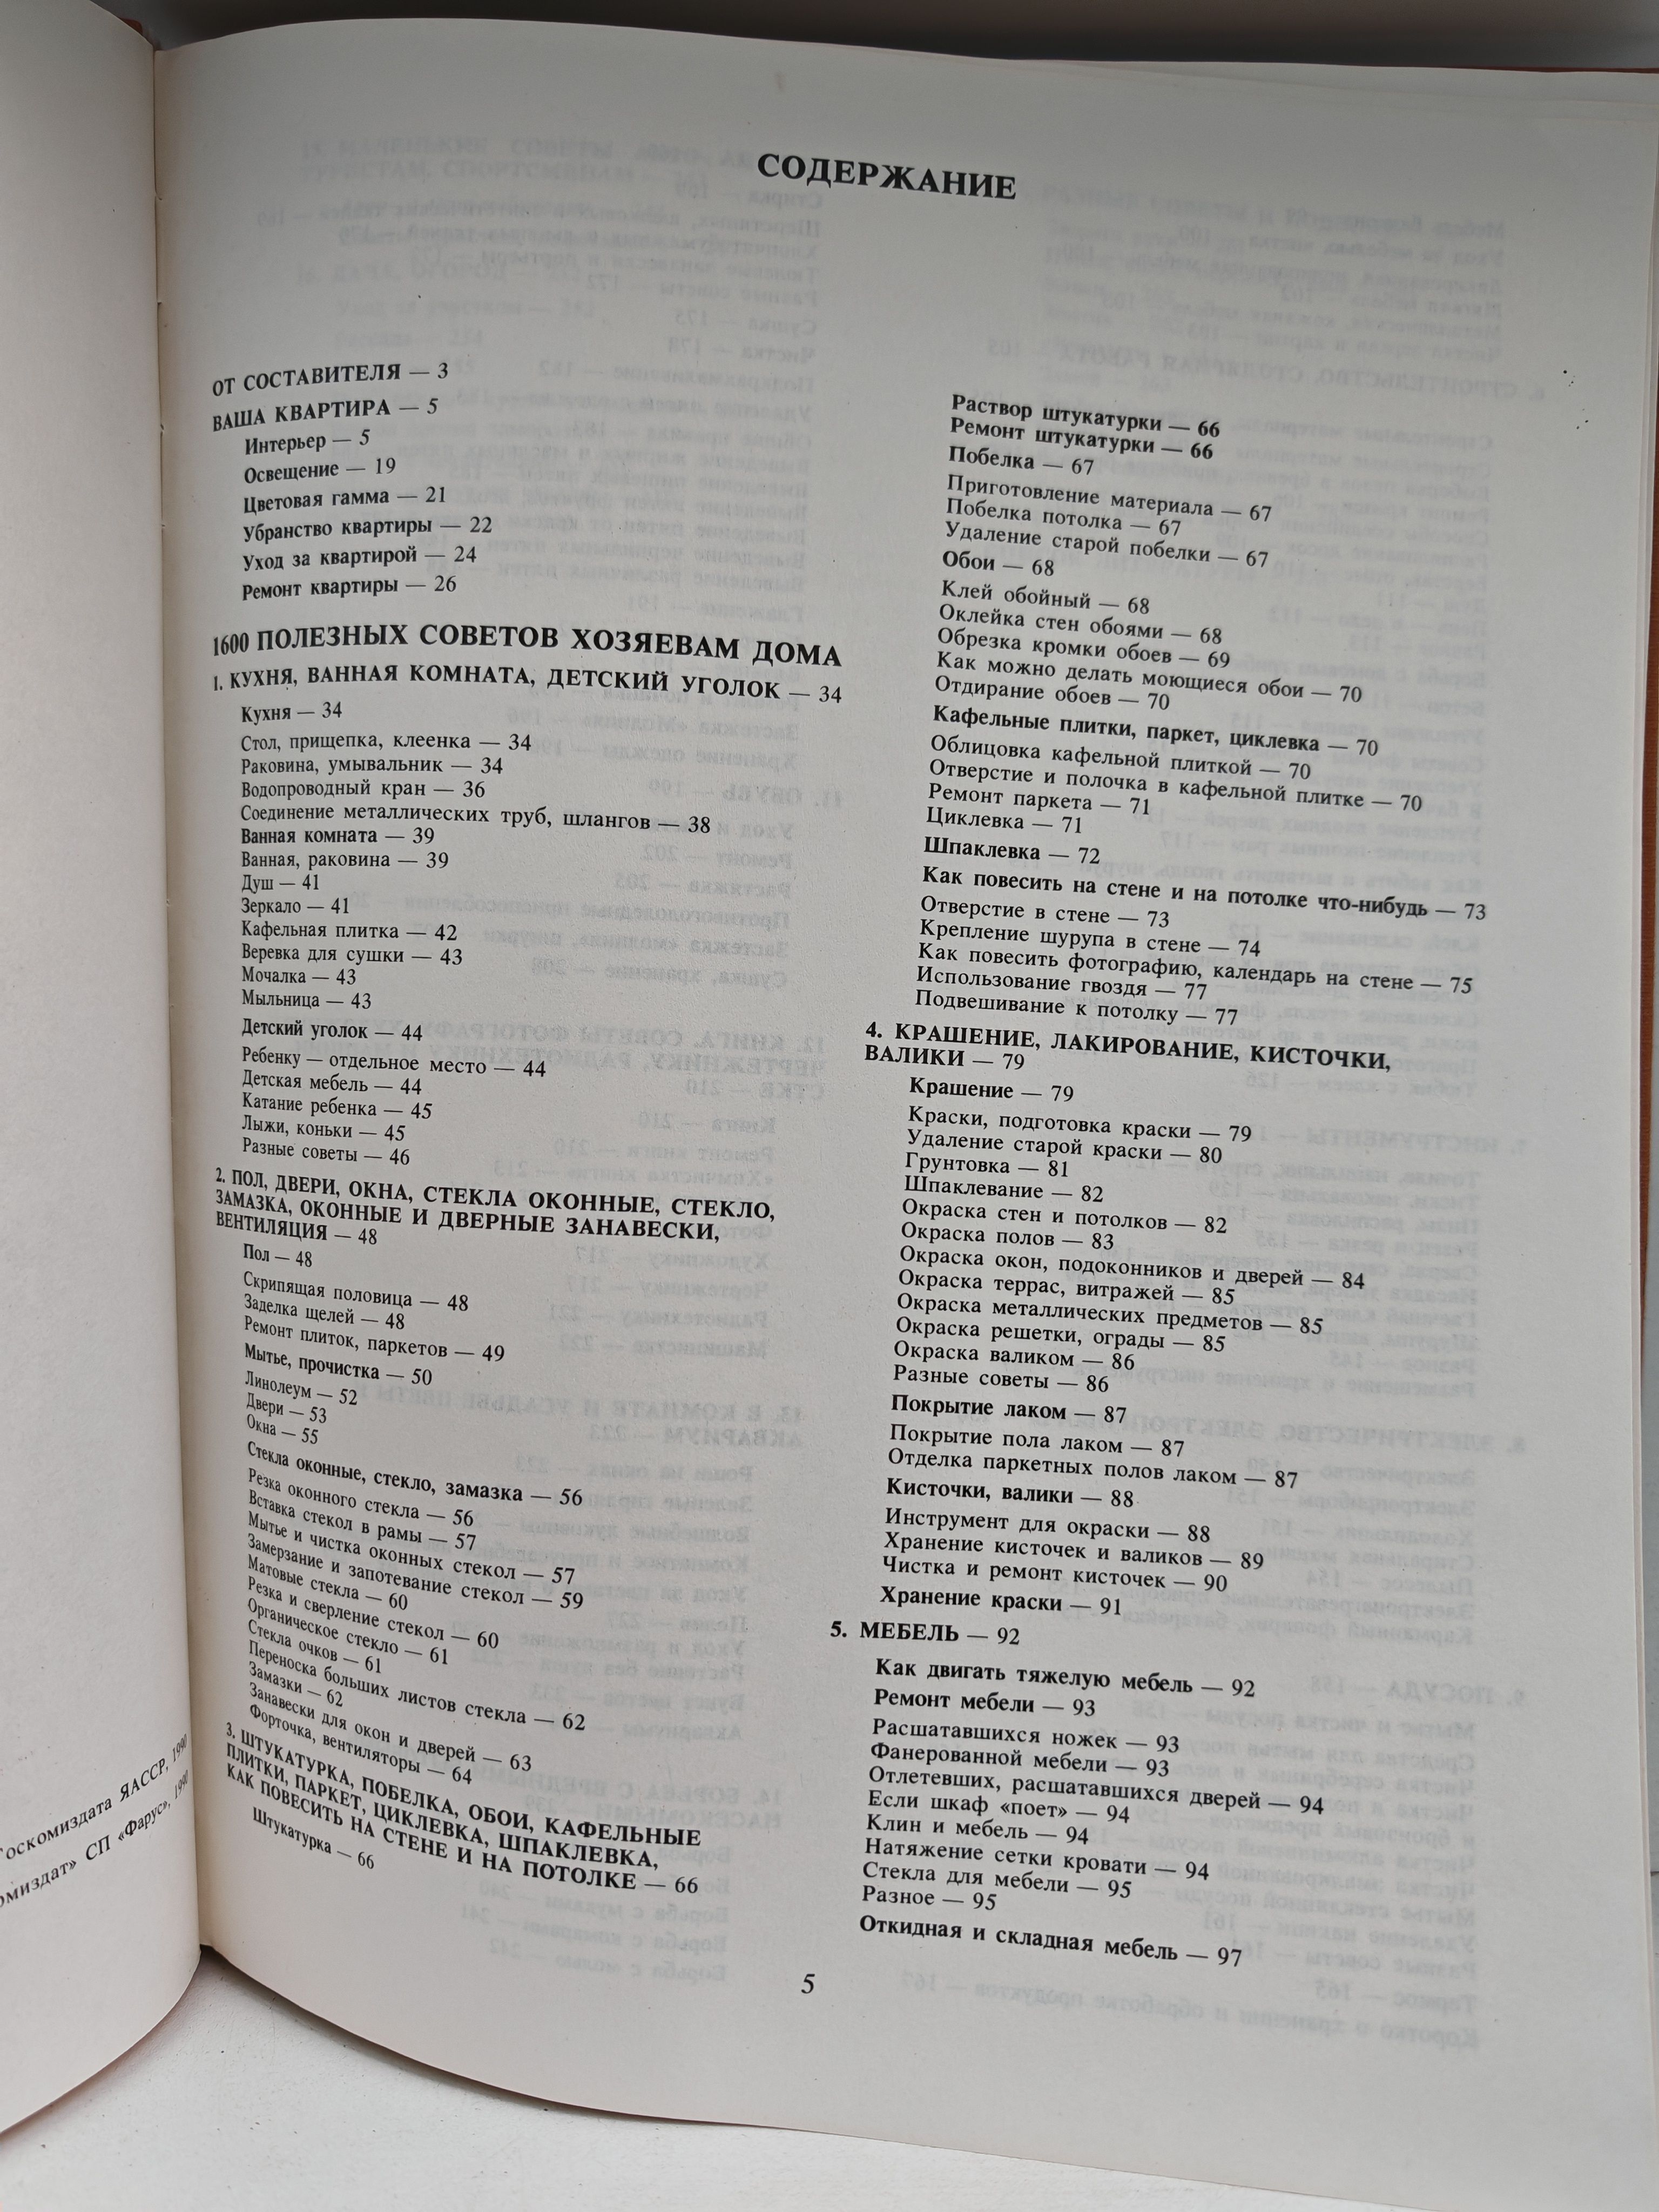 СОДЕРЖАНИЕ
ОТ СОСТАВИТЕЛЯ — 3
ВАША КВАРТИРА — 5
Интерьер — 5
Освещение — 19
Цветовая гамма — 21
Убранство квартиры — 22
Уход за квартирой — 24
Ремонт квартиры — 26
1600 ПОЛЕЗНЫХ СОВЕТОВ ХОЗЯЕВАМ ДОМА
1. КУХНЯ, ВАННАЯ КОМНАТА, ДЕТСКИЙ УГОЛОК — 34
Кухня — 34
Стол, прищепка, клеенка — 34
Раковина, умывальник — 34
Водопроводный кран — 36
Соединение металлических труб, шлангов — 38
Ванная комната — 39
Ванная, раковина — 39
Душ — 41
Зеркало — 41
Кафельная плитка — 42
Веревка для сушки — 43
Мочалка — 43
Мыльница — 43
Детский уголок — 44
Ребенку — отдельное место — 44
Детская мебель — 44
Катание ребенка — 45
Лыжи, коньки — 45
Разные советы — 46
2. ПОЛ, ДВЕРИ, ОКНА, СТЕКЛА ОКОННЫЕ, СТЕКЛО,
ЗАМАЗКА, ОКОННЫЕ И ДВЕРНЫЕ ЗАНАВЕСКИ,
ВЕНТИЛЯЦИЯ — 48
Пол — 48
Скрипящая половица — 48
Заделка щелей — 48
Ремонт плиток, паркетов — 49
Мытье, прочистка — 50
Линолеум — 52
Двери — 53
Окна — 55
Стекла оконные, стекло, замазка — 56
Резка оконного стекла — 56
Вставка стекол в рамы — 57
Мытье и чистка оконных стекол — 57
Замерзание и запотевание стекол — 59
Матовые стекла — 60
Резка и сверление стекол — 60
Органическое стекло — 61
Стекла очков — 61
Переноска больших листов стекла — 62
Замазки — 62
Занавески для окон и дверей — 63
Форточка, вентиляторы — 64
3. ШТУКАТУРКА, ПОБЕЛКА, ОБОИ, КАФЕЛЬНЫЕ
ПЛИТКИ, ПАРКЕТ, ЦИКЛЕВКА, ШПАКЛЕВКА,
КАК ПОВЕСИТЬ НА СТЕНЕ И НА ПОТОЛКЕ — 66
Штукатурка — 66
Раствор штукатурки — 66
Ремонт штукатурки — 66
Побелка — 67
Приготовление материала — 67
Побелка потолка — 67
Удаление старой побелки — 67
Обои — 68
Клей обойный — 68
Оклейка стен обоями — 68
Обрезка кромки обоев — 69
Как можно делать моющиеся обои — 70
Отдирание обоев — 70
Кафельные плитки, паркет, циклевка — 70
Облицовка кафельной плиткой — 70
Отверстие и полочка в кафельной плитке — 70
Ремонт паркета — 71
Циклевка — 71
Шпаклевка — 72
Как повесить на стене и на потолке что-нибудь — 73
Отверстие в стене — 73
Крепление шурупа в стене — 74
Как повесить фотографию, календарь на стене — 75
Использование гвоздя — 77
Подвешивание к потолку — 77
4. КРАШЕНИЕ, ЛАКИРОВАНИЕ, КИСТОЧКИ,
ВАЛИКИ — 79
Крашение — 79
Краски, подготовка краски — 79
Удаление старой краски — 80
Грунтовка — 81
Шпаклевание — 82
Окраска стен и потолков — 82
Окраска полов — 83
Окраска окон, подоконников и дверей — 84
Окраска террас, витражей — 85
Окраска металлических предметов — 85
Окраска решетки, ограды — 85
Окраска валиком — 86
Разные советы — 86
Покрытие лаком — 87
Покрытие пола лаком — 87
Отделка паркетных полов лаком — 87
Кисточки, валики — 88
Инструмент для окраски — 88
Хранение кисточек и валиков — 89
Чистка и ремонт кисточек — 90
Хранение краски — 91
5. МЕБЕЛЬ — 92
Как двигать тяжелую мебель — 92
Ремонт мебели — 93
Расшатавшихся ножек — 93
Фанерованной мебели — 93
Отлетевших, расшатавшихся дверей — 94
Если шкаф «поет» — 94
Клин и мебель — 94
Натяжение сетки кровати — 94
Стекла для мебели — 95
Разное — 95
Откидная и складная мебель — 97
5
ЯАССР, 1990
СП «Фарус», 1990